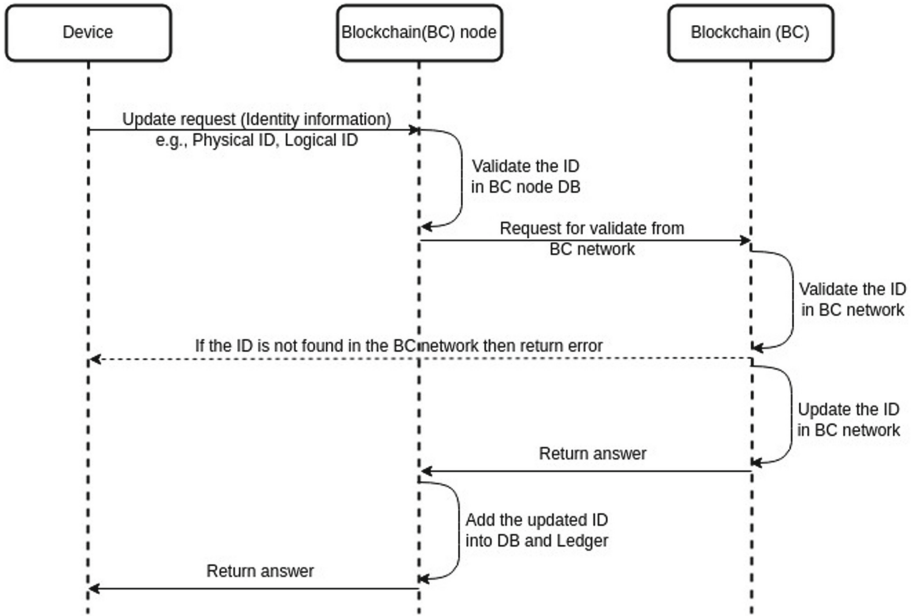 Device
Blockchain(BC) node
Blockchain (BC)
Update request (Identity information)
e.g., Physical ID, Logical ID
Validate the ID
in BC node DB
Request for validate from
BC network
Validate the ID
in BC network
If the ID is not found in the BC network then return error
Update the ID
in BC network
Return answer
Add the updated ID
into DB and Ledger
Return answer